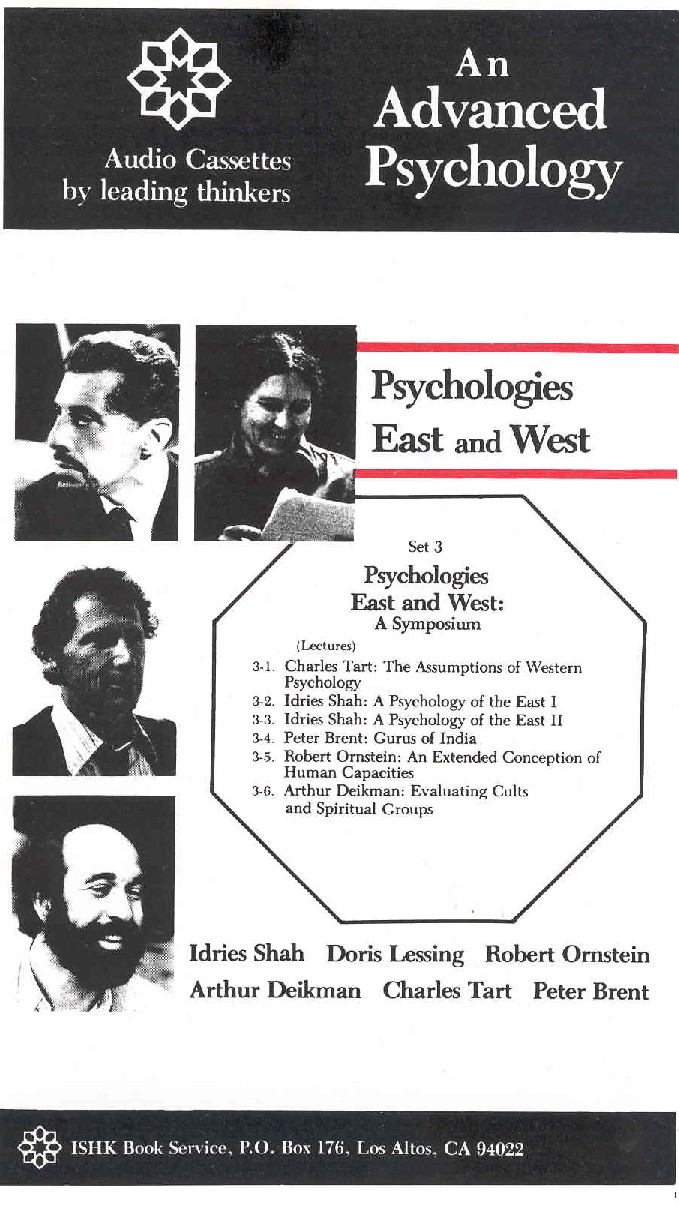 An
Advanced
Psychology
Audio Cassettes
by leading thinkers
Psychologies
East and West
Set 3
Psychologies
East and West:
A Symposium
(Lectures)
3-1. Charles Tart: The Assumptions of Western
Psychology
3-2. Idries Shah: A Psychology of the East I
3-3. Idries Shah: A Psychology of the East II
3-4. Peter Brent: Gurus of India
3-5. Robert Ornstein: An Extended Conception of
Human Capacities
3-6. Arthur Deikman: Evaluating Cults
and Spiritual Groups
Idries Shah Doris Lessing Robert Ornstein
Arthur Deikman Charles Tart Peter Brent
ISHK Book Service, P.O. Box 176, Los Altos, CA 94022